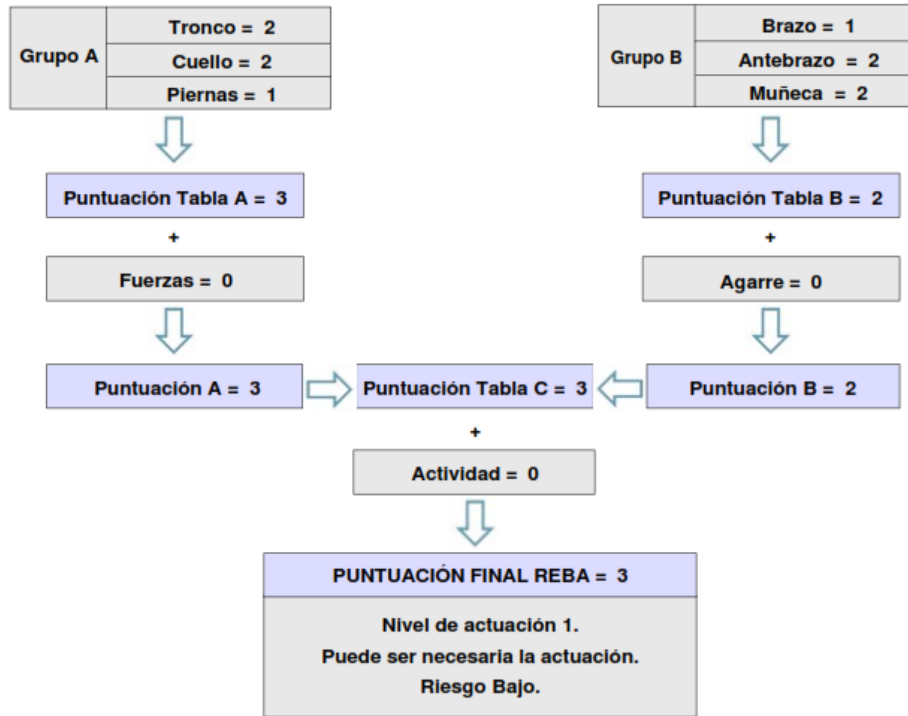 Grupo A
Tronco = 2
Cuello = 2
Piernas = 1
Grupo B
Brazo = 1
Antebrazo = 2
Muñeca = 2
Puntuación Tabla A = 3
Puntuación Tabla B = 2
+
+
Fuerzas = 0
Agarre = 0
Puntuación A = 3
Puntuación Tabla C = 3
Puntuación B = 2
+
Actividad = 0
PUNTUACIÓN FINAL REBA = 3
Nivel de actuación 1.
Puede ser necesaria la actuación.
Riesgo Bajo.